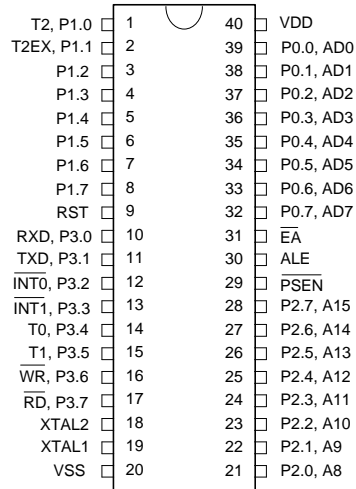 T2, P1.0 1 40 VDD
T2EX, P1.1 2 39 P0.0, AD0
P1.2 3 38 P0.1, AD1
P1.3 4 37 P0.2, AD2
P1.4 5 36 P0.3, AD3
P1.5 6 35 P0.4, AD4
P1.6 7 34 P0.5, AD5
P1.7 8 33 P0.6, AD6
RST 9 32 P0.7, AD7
RXD, P3.0 10 31 E̅A̅
TXD, P3.1 11 30 ALE
I̅N̅T̅0̅, P3.2 12 29 P̅S̅E̅N̅
I̅N̅T̅1̅, P3.3 13 28 P2.7, A15
T0, P3.4 14 27 P2.6, A14
T1, P3.5 15 26 P2.5, A13
W̅R̅, P3.6 16 25 P2.4, A12
R̅D̅, P3.7 17 24 P2.3, A11
XTAL2 18 23 P2.2, A10
XTAL1 19 22 P2.1, A9
VSS 20 21 P2.0, A8